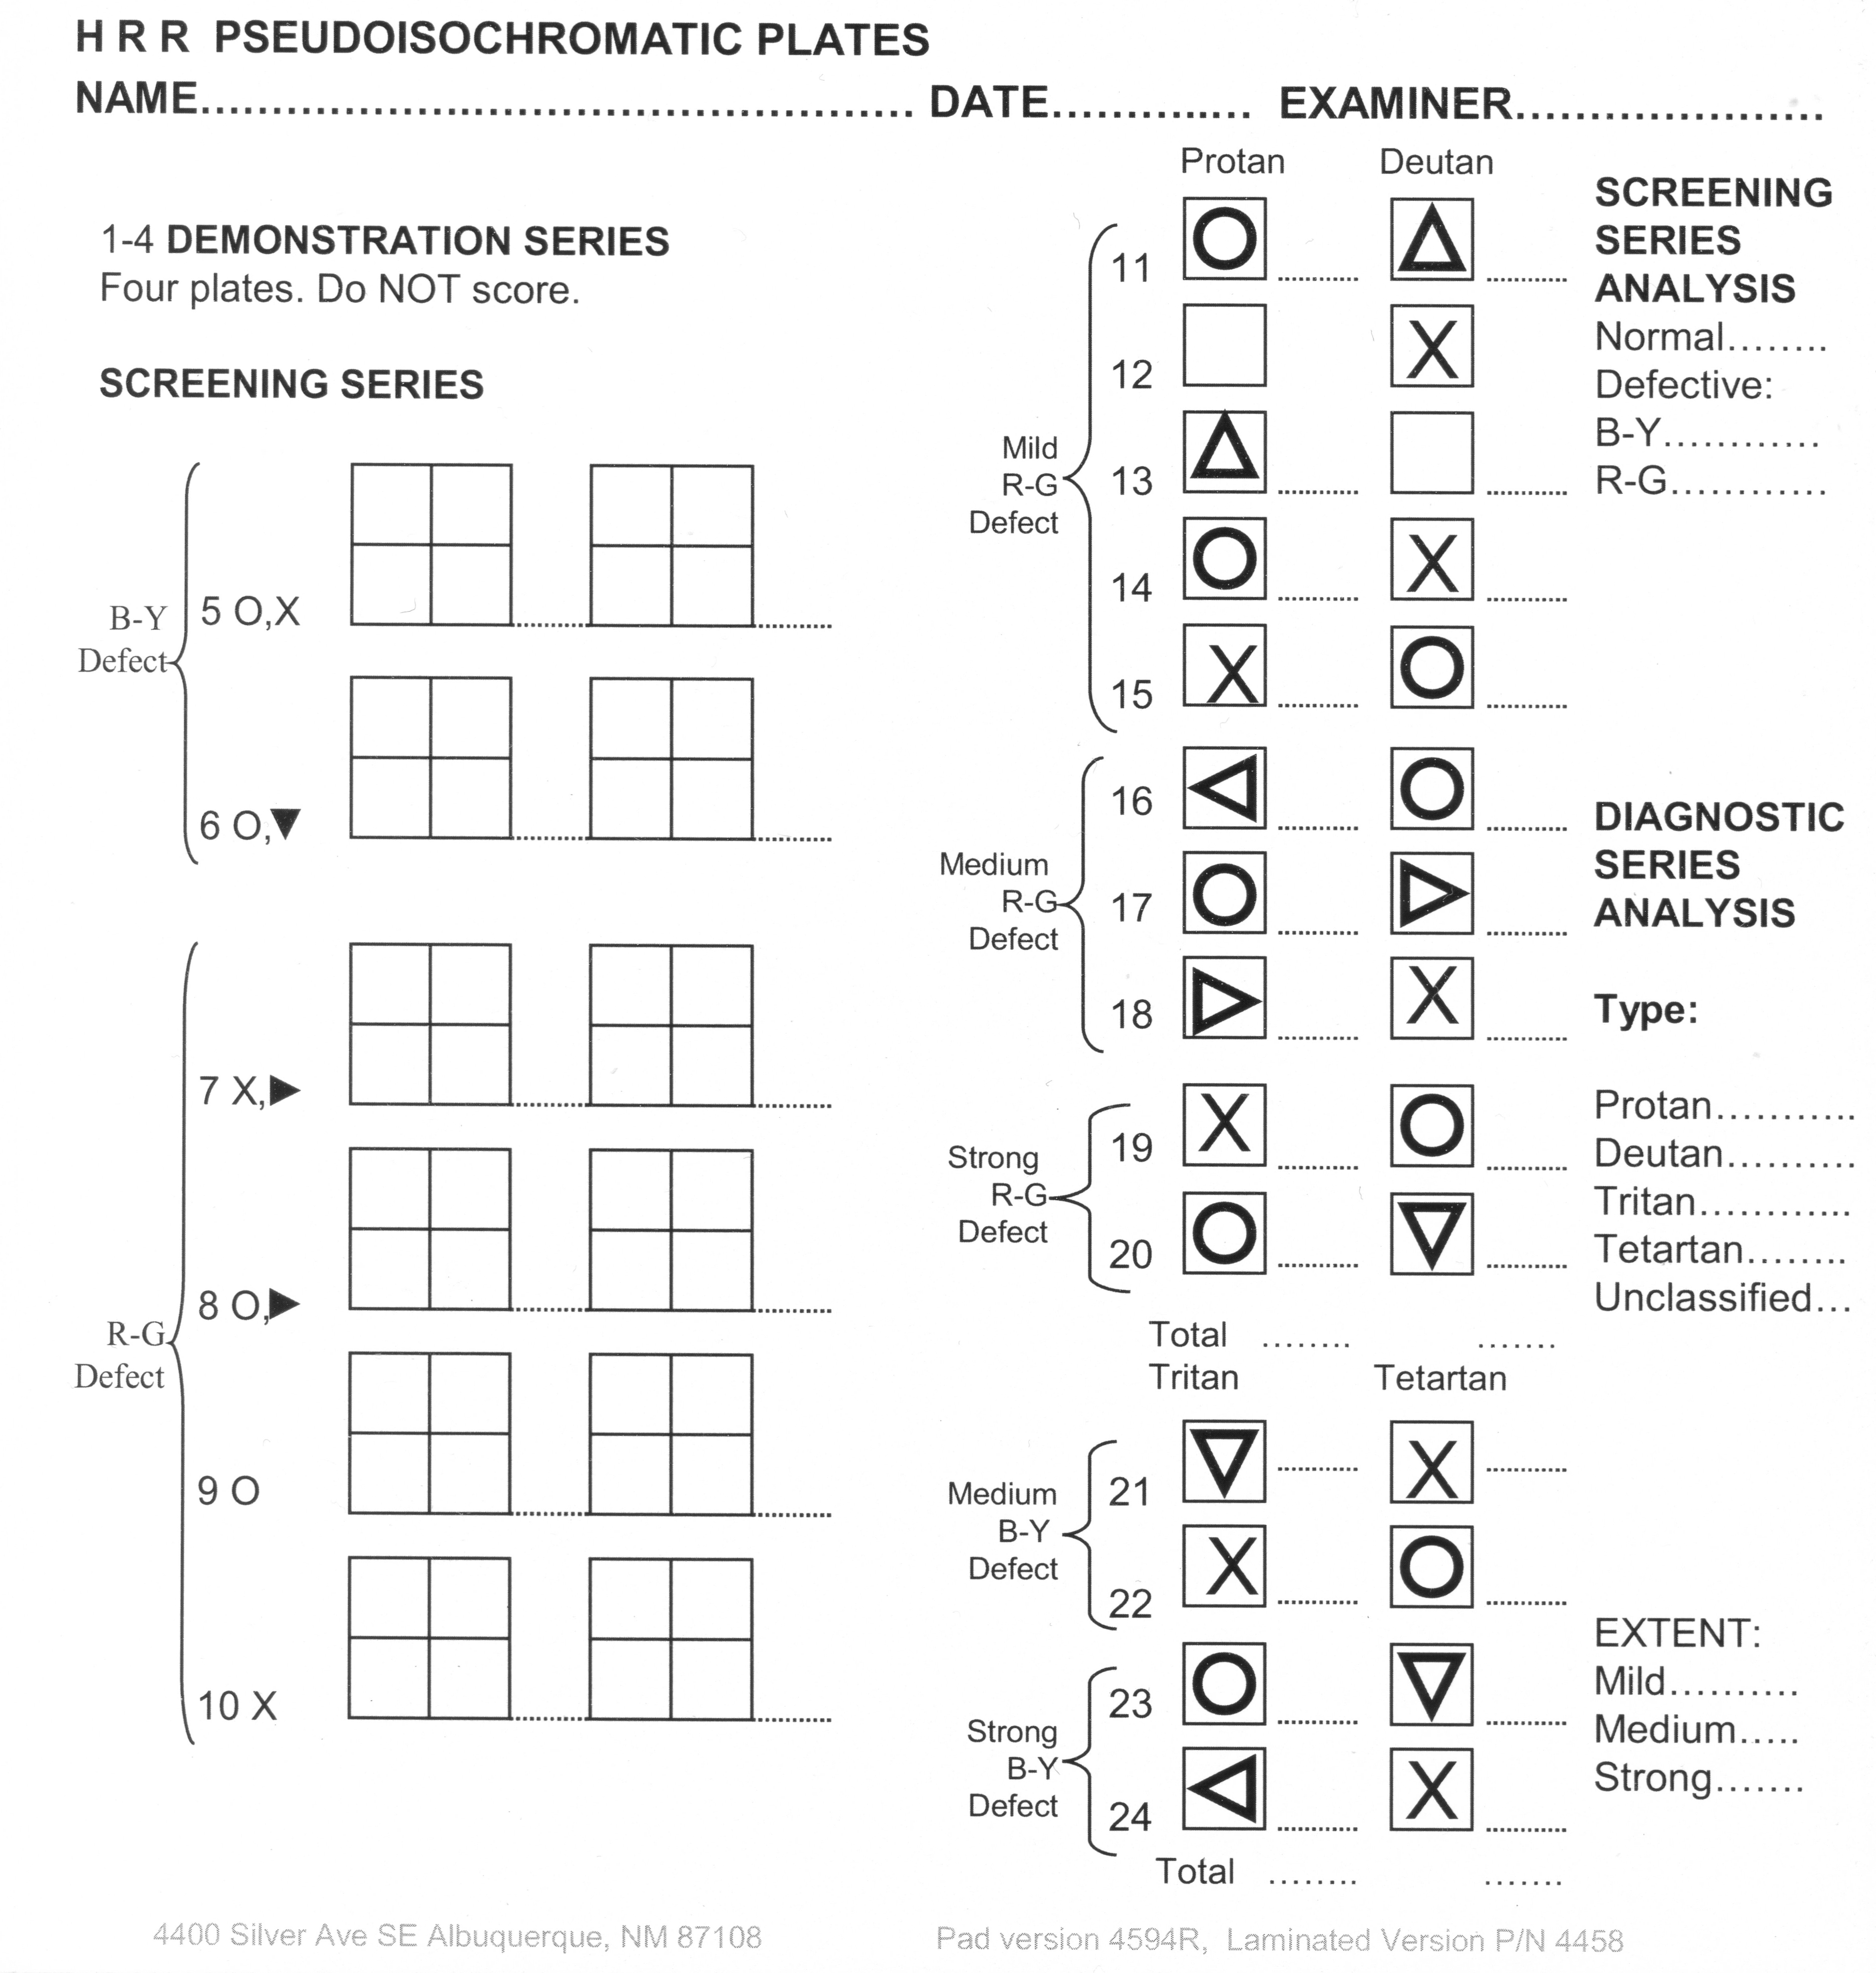 H R R PSEUDOISOCHROMATIC PLATES
NAME.................................................. DATE.............. EXAMINER.....................
1-4 DEMONSTRATION SERIES
Four plates. Do NOT score.
SCREENING SERIES
B-Y
Defect
5 O,X
6 O,▼
R-G
Defect
7 X,▶
8 O,▶
9 O
10 X
Protan Deutan
Mild
R-G
Defect
11 O △
12 X
13 △
14 O X
15 X O
Medium
R-G
Defect
16 ◁ O
17 O ▷
18 ▷ X
Strong
R-G
Defect
19 X O
20 O ▽
Total ........ .......
Tritan Tetartan
Medium
B-Y
Defect
21 ▽ X
22 X O
Strong
B-Y
Defect
23 O ▽
24 ◁ X
Total ........ .......
SCREENING
SERIES
ANALYSIS
Normal........
Defective:
B-Y............
R-G............
DIAGNOSTIC
SERIES
ANALYSIS
Type:
Protan...........
Deutan..........
Tritan............
Tetartan........
Unclassified...
EXTENT:
Mild..........
Medium.....
Strong.......
4400 Silver Ave SE Albuquerque, NM 87108
Pad version 4594R, Laminated Version P/N 4458